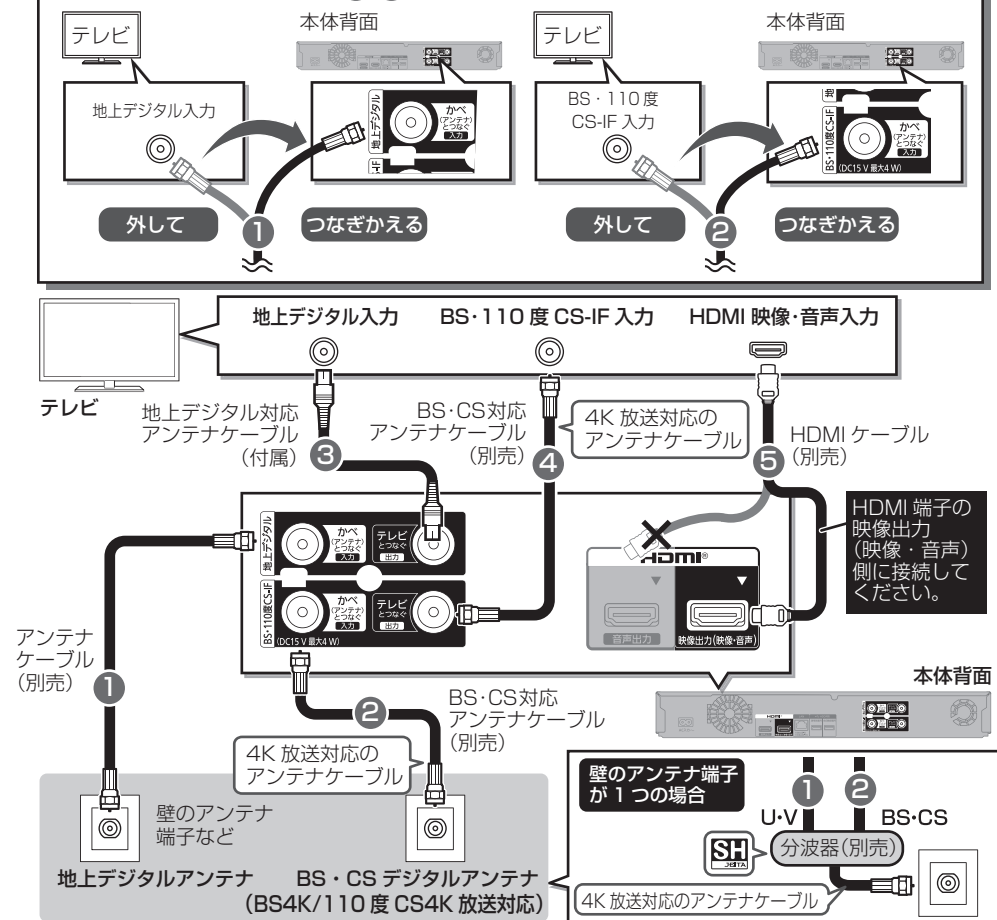 テレビ
本体背面
地上デジタル入力
地上デジタル
かべ
(アンテナ)
とつなぐ
入力
-IF
外して
1
つなぎかえる
テレビ
本体背面
BS・110度
CS-IF 入力
地
BS・110度CS-IF
かべ
(アンテナ)
とつなぐ
入力
(DC15 V 最大4 W)
外して
2
つなぎかえる
地上デジタル入力
BS・110 度 CS-IF 入力
HDMI 映像・音声入力
テレビ
地上デジタル対応
アンテナケーブル
(付属)
3
BS・CS対応
アンテナケーブル
(別売)
4
4K 放送対応の
アンテナケーブル
5
HDMI ケーブル
(別売)
地上デジタル
かべ
(アンテナ)
とつなぐ
入力
テレビ
とつなぐ
出力
BS・110度CS-IF
かべ
(アンテナ)
とつなぐ
入力
テレビ
とつなぐ
出力
(DC15 V 最大4 W)
HDMI®
音声出力
映像出力(映像・音声)
HDMI 端子の
映像出力
(映像・音声)
側に接続して
ください。
アンテナ
ケーブル
(別売)
1
2
BS・CS対応
アンテナケーブル
(別売)
4K 放送対応の
アンテナケーブル
本体背面
HDMI
壁のアンテナ
端子など
地上デジタルアンテナ
BS・CS デジタルアンテナ
(BS4K/110 度 CS4K 放送対応)
壁のアンテナ端子
が 1 つの場合
1
2
U・V
BS・CS
SH
JEITA
分波器(別売)
4K 放送対応のアンテナケーブル